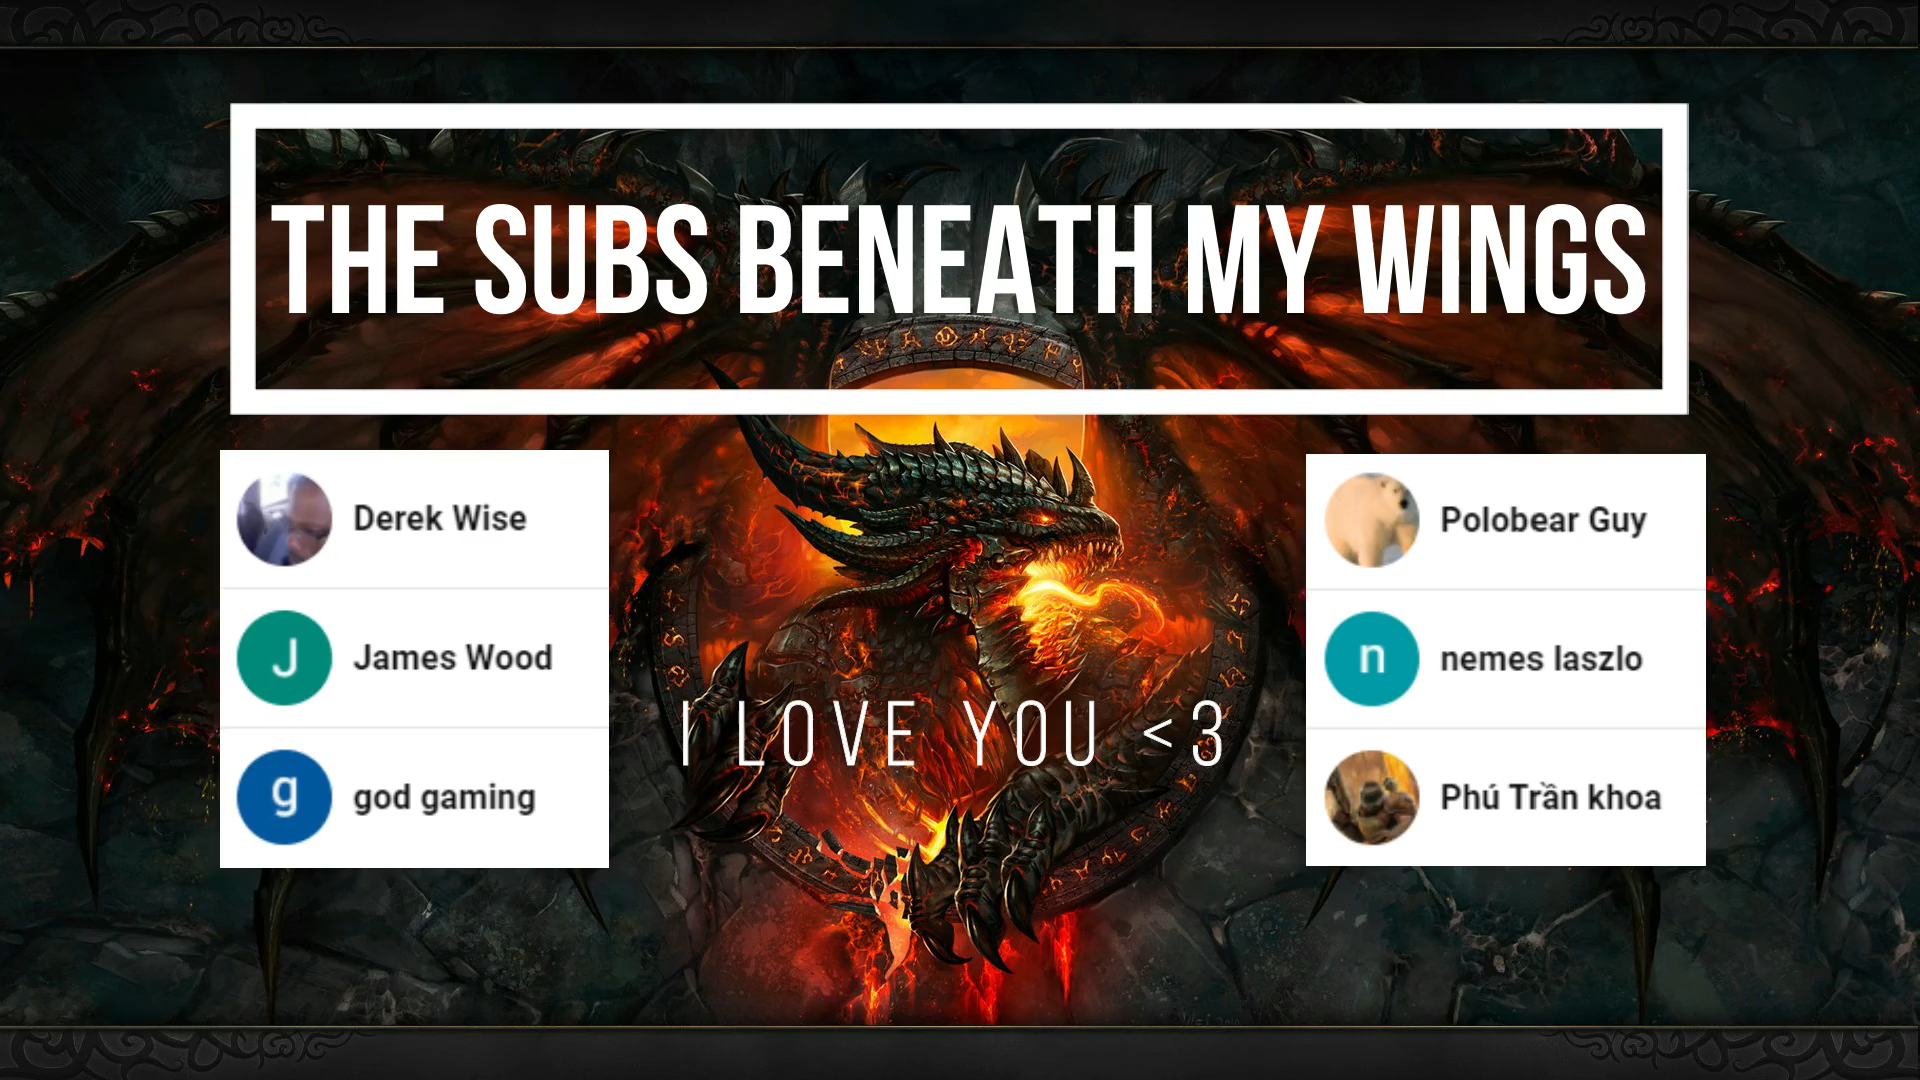 THE SUBS BENEATH MY WINGS
Derek Wise
J James Wood
g god gaming
I LOVE YOU <3
Polobear Guy
n nemes laszlo
Phú Trần khoa